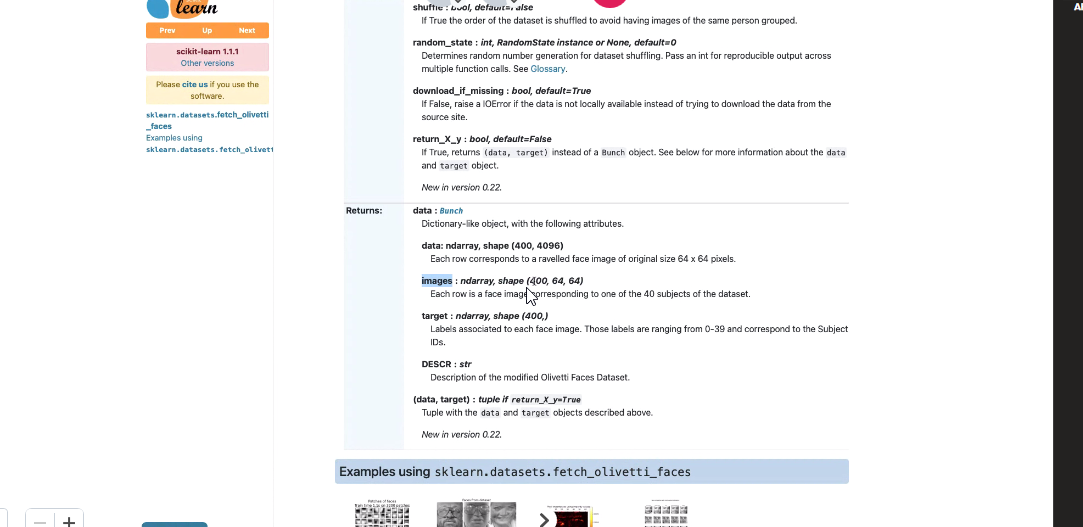 learn
Prev Up Next
scikit-learn 1.1.1
Other versions
Please cite us if you use the
software.
sklearn.datasets.fetch_olivetti
_faces
Examples using
sklearn.datasets.fetch_olivett
shuffle : bool, default=False
If True the order of the dataset is shuffled to avoid having images of the same person grouped.
random_state : int, RandomState instance or None, default=0
Determines random number generation for dataset shuffling. Pass an int for reproducible output across
multiple function calls. See Glossary.
download_if_missing : bool, default=True
If False, raise a IOError if the data is not locally available instead of trying to download the data from the
source site.
return_X_y : bool, default=False
If True, returns (data, target) instead of a Bunch object. See below for more information about the data
and target object.
New in version 0.22.
Returns:
data : Bunch
Dictionary-like object, with the following attributes.
data: ndarray, shape (400, 4096)
Each row corresponds to a ravelled face image of original size 64 x 64 pixels.
images : ndarray, shape (400, 64, 64)
Each row is a face image corresponding to one of the 40 subjects of the dataset.
target : ndarray, shape (400,)
Labels associated to each face image. Those labels are ranging from 0-39 and correspond to the Subject
IDs.
DESCR : str
Description of the modified Olivetti Faces Dataset.
(data, target) : tuple if return_X_y=True
Tuple with the data and target objects described above.
New in version 0.22.
Examples using sklearn.datasets.fetch_olivetti_faces